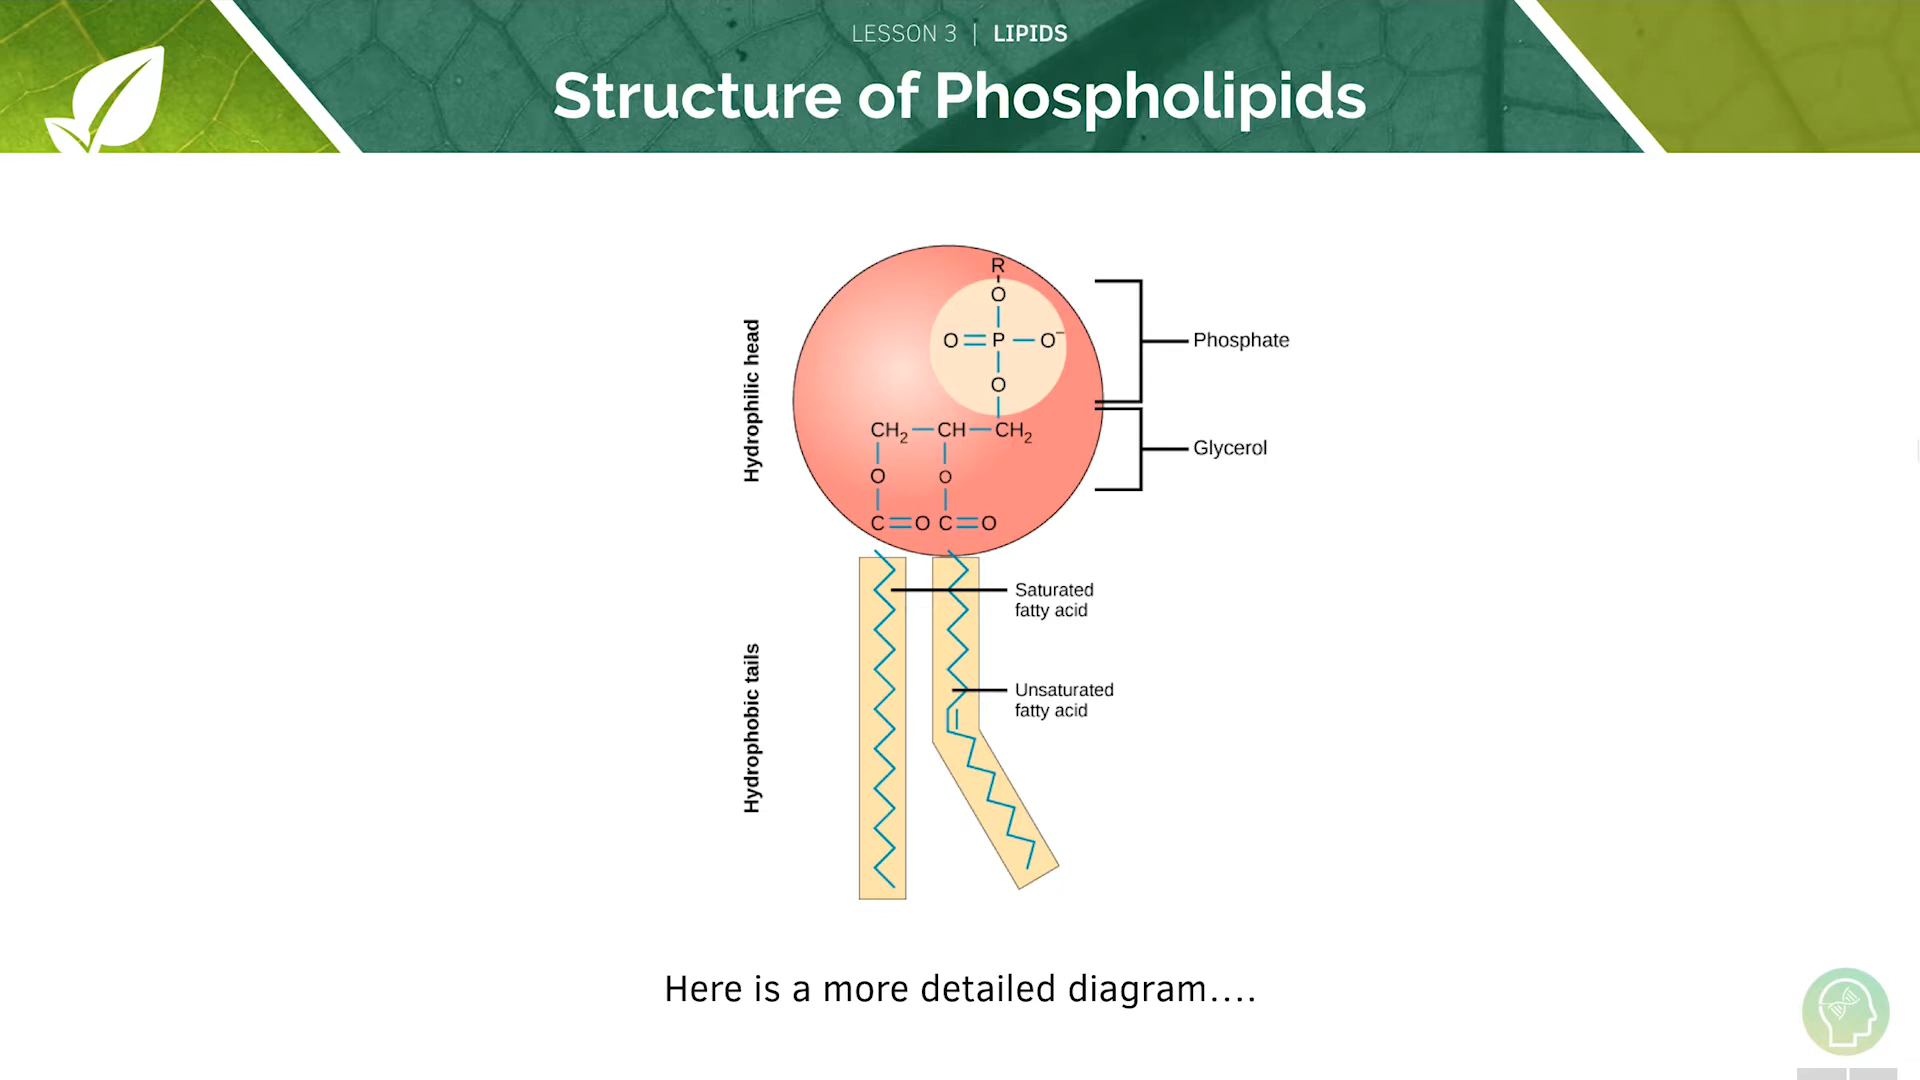 LESSON 3 | LIPIDS
Structure of Phospholipids
Hydrophilic head
R
O
O P O⁻
O
CH₂ CH CH₂
O O
C O C O
Phosphate
Glycerol
Hydrophobic tails
Saturated
fatty acid
Unsaturated
fatty acid
Here is a more detailed diagram....